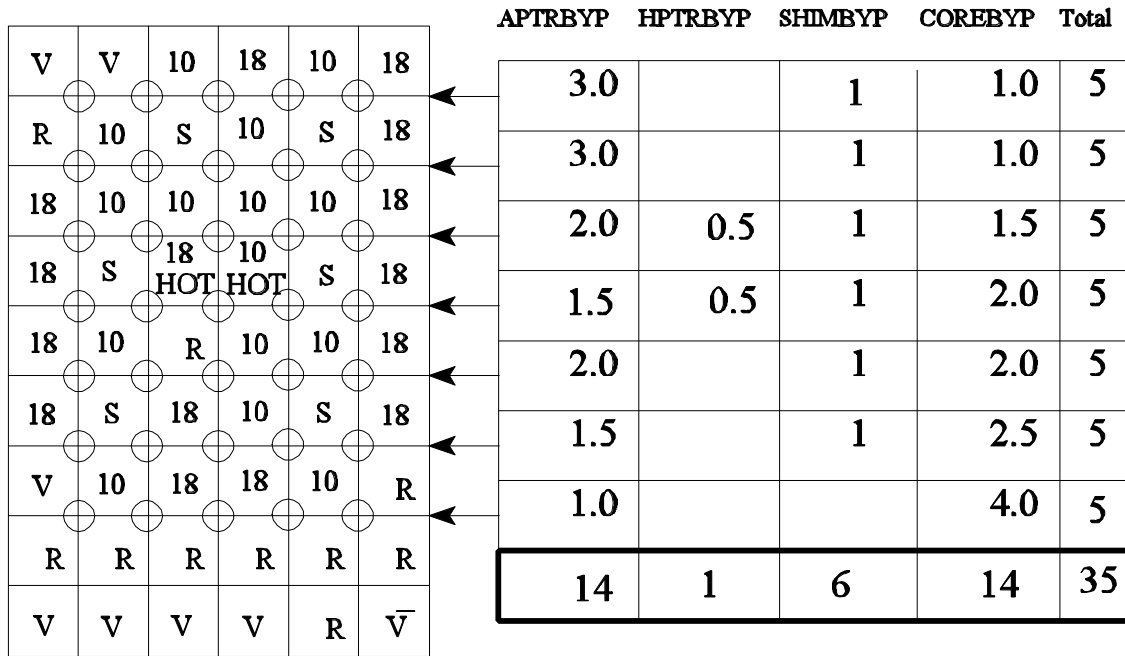 APTRBYP HPTRBYP SHIMBYP COREBYP Total
V V 10 18 10 18
3.0 1 1.0 5
R 10 S 10 S 18
3.0 1 1.0 5
18 10 10 10 10 18
2.0 0.5 1 1.5 5
18 S 18 HOT 10 HOT S 18
1.5 0.5 1 2.0 5
18 10 R 10 10 18
2.0 1 2.0 5
18 S 18 10 S 18
1.5 1 2.5 5
V 10 18 18 10 R
1.0 4.0 5
R R R R R R
14 1 6 14 35
V V V V R V̅